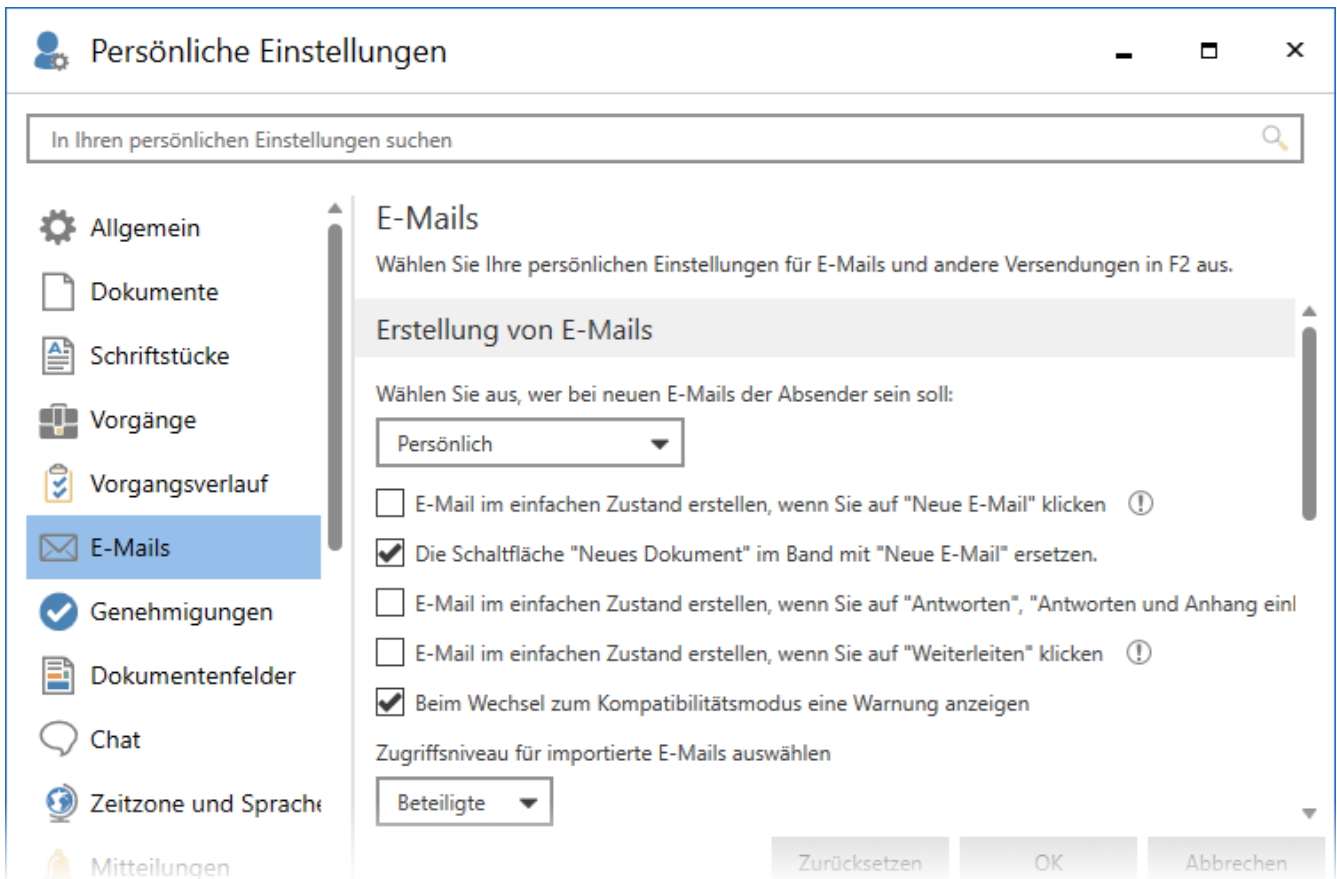 Persönliche Einstellungen
In Ihren persönlichen Einstellungen suchen
Allgemein
Dokumente
Schriftstücke
Vorgänge
Vorgangsverlauf
E-Mails
Genehmigungen
Dokumentenfelder
Chat
Zeitzone und Sprache
Mitteilungen
E-Mails
Wählen Sie Ihre persönlichen Einstellungen für E-Mails und andere Versendungen in F2 aus.
Erstellung von E-Mails
Wählen Sie aus, wer bei neuen E-Mails der Absender sein soll:
Persönlich
E-Mail im einfachen Zustand erstellen, wenn Sie auf "Neue E-Mail" klicken
Die Schaltfläche "Neues Dokument" im Band mit "Neue E-Mail" ersetzen.
E-Mail im einfachen Zustand erstellen, wenn Sie auf "Antworten", "Antworten und Anhang
E-Mail im einfachen Zustand erstellen, wenn Sie auf "Weiterleiten" klicken
Beim Wechsel zum Kompatibilitätsmodus eine Warnung anzeigen
Zugriffsniveau für importierte E-Mails auswählen
Beteiligte
Zurücksetzen
OK
Abbrechen